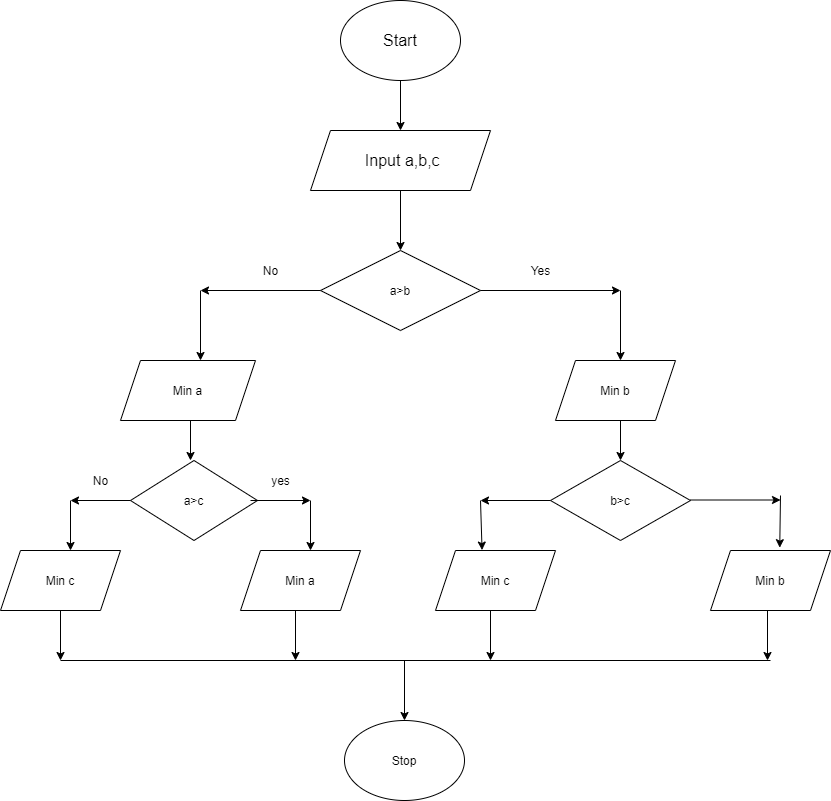 Start
Input a,b,c
No
Yes
a>b
Min a
Min b
No
yes
a>c
b>c
Min c
Min a
Min c
Min b
Stop